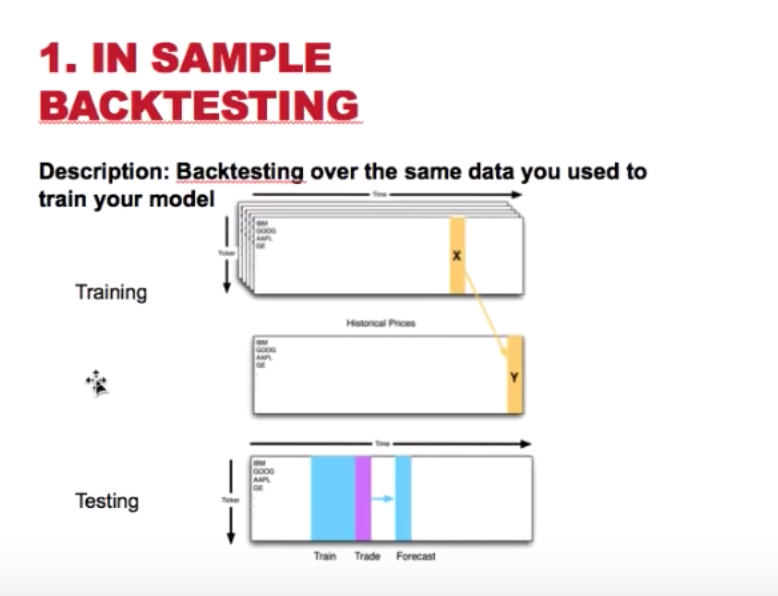 1. IN SAMPLE
BACKTESTING
Description: Backtesting over the same data you used to
train your model
Time
IBM
GOOG
AAPL
GE
Ticker
X
Training
Historical Prices
IBM
GOOG
AAPL
GE
Y
Time
IBM
GOOG
AAPL
GE
Ticker
Testing
Train Trade Forecast